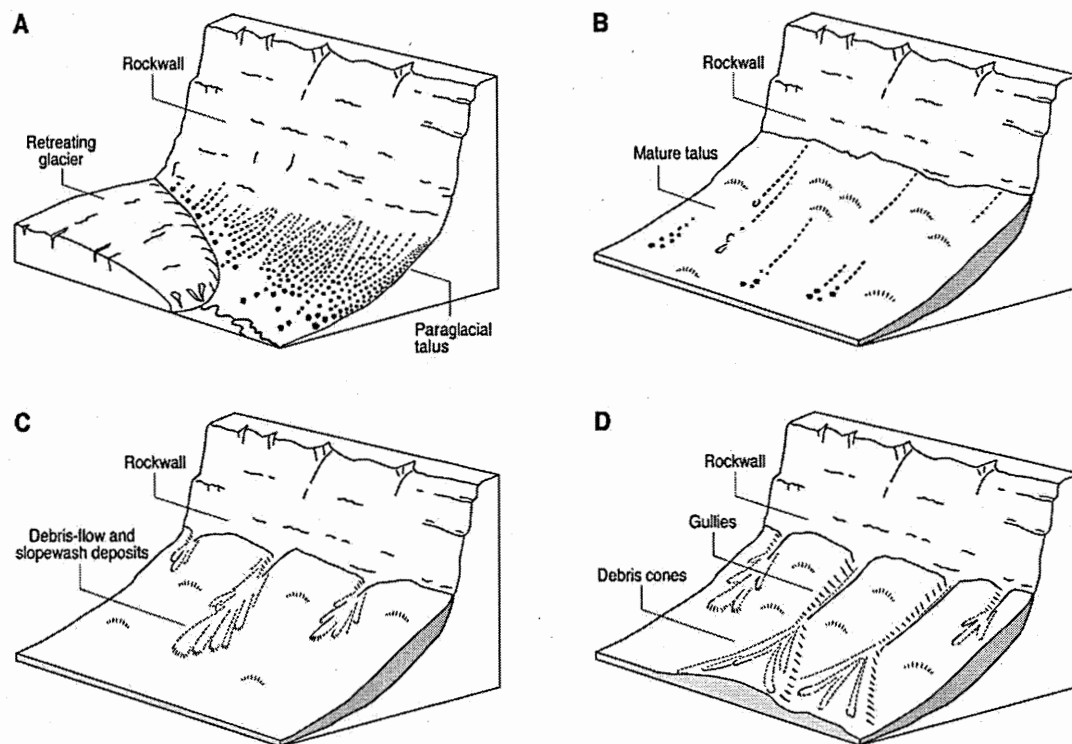 A
Rockwall
Retreating
glacier
Paraglacial
talus
B
Rockwall
Mature talus
C
Rockwall
Debris-flow and
slopewash deposits
D
Rockwall
Gullies
Debris cones